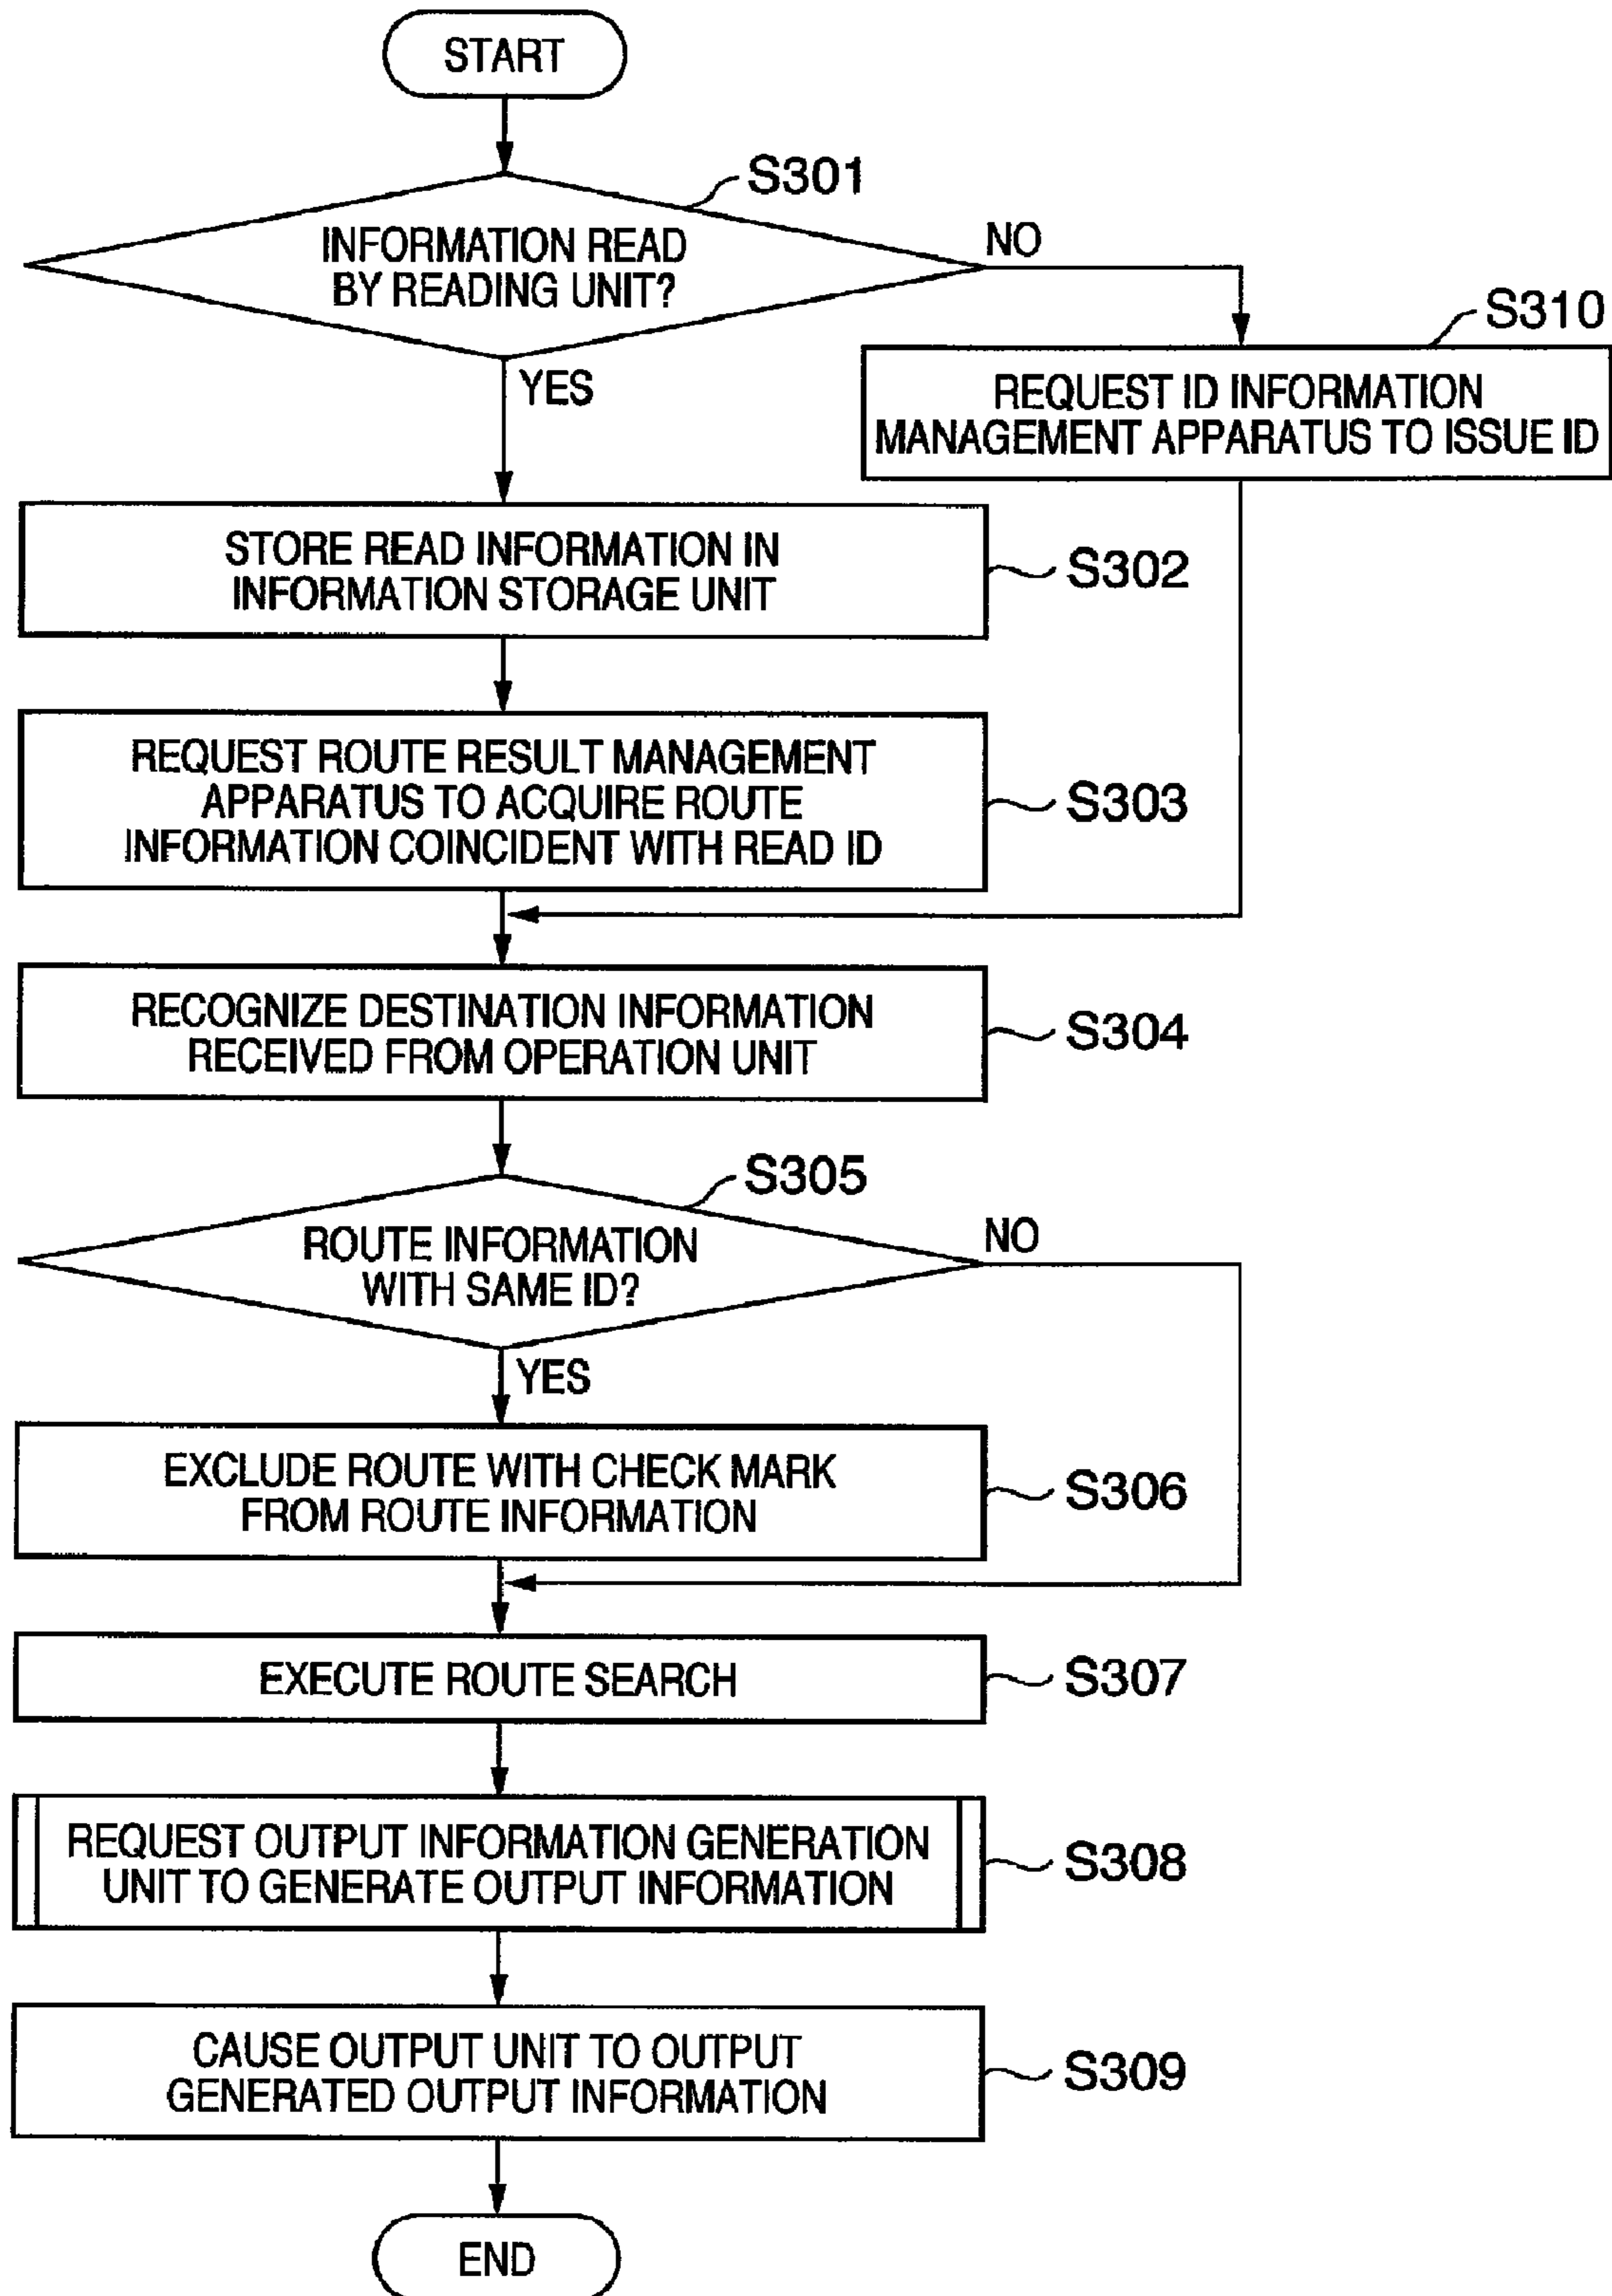 START
S301
INFORMATION READ
BY READING UNIT?
NO
YES
S310
REQUEST ID INFORMATION
MANAGEMENT APPARATUS TO ISSUE ID
STORE READ INFORMATION IN
INFORMATION STORAGE UNIT
S302
REQUEST ROUTE RESULT MANAGEMENT
APPARATUS TO ACQUIRE ROUTE
INFORMATION COINCIDENT WITH READ ID
S303
RECOGNIZE DESTINATION INFORMATION
RECEIVED FROM OPERATION UNIT
S304
S305
ROUTE INFORMATION
WITH SAME ID?
NO
YES
EXCLUDE ROUTE WITH CHECK MARK
FROM ROUTE INFORMATION
S306
EXECUTE ROUTE SEARCH
S307
REQUEST OUTPUT INFORMATION GENERATION
UNIT TO GENERATE OUTPUT INFORMATION
S308
CAUSE OUTPUT UNIT TO OUTPUT
GENERATED OUTPUT INFORMATION
S309
END